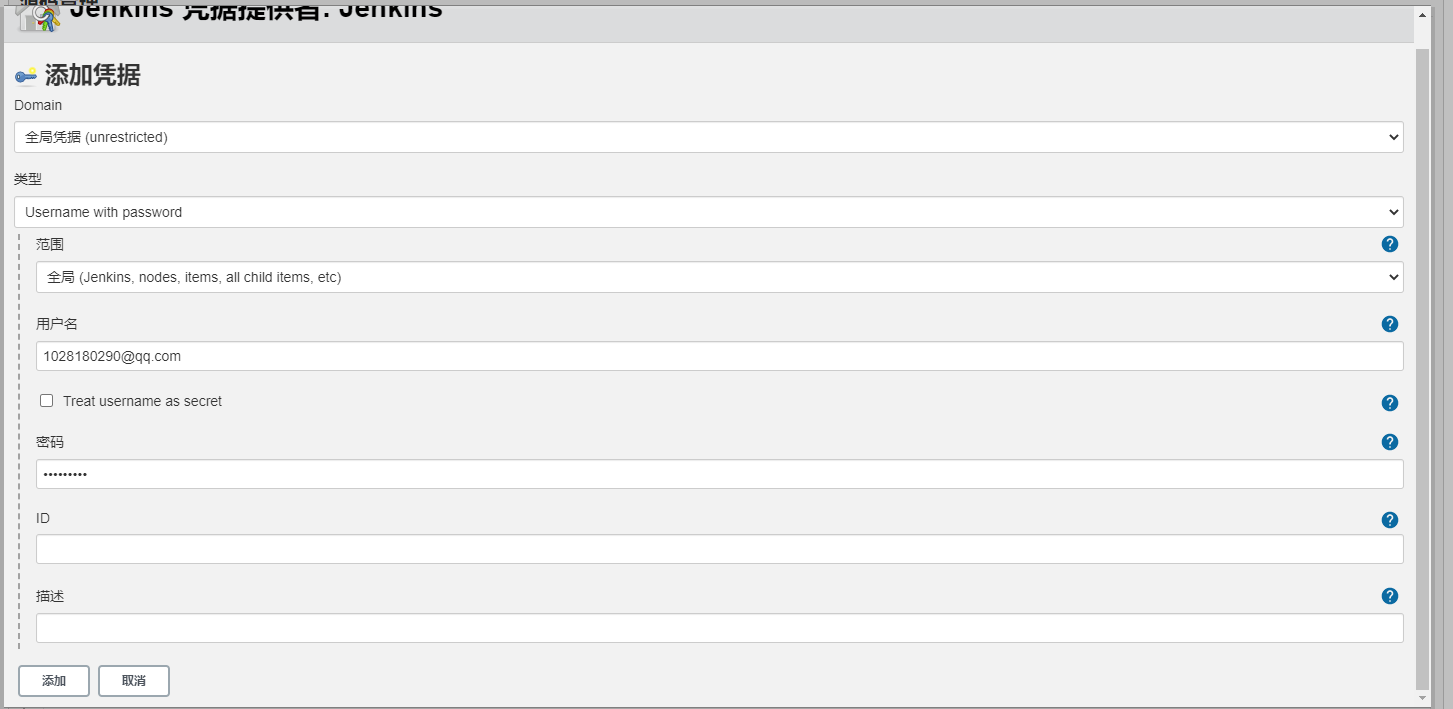 Jenkins 凭据提供者: Jenkins
添加凭据
Domain
全局凭据 (unrestricted)
类型
Username with password
范围
?
全局 (Jenkins, nodes, items, all child items, etc)
用户名
?
1028180290@qq.com
Treat username as secret
?
密码
?
•••••••••
ID
?
描述
?
添加
取消